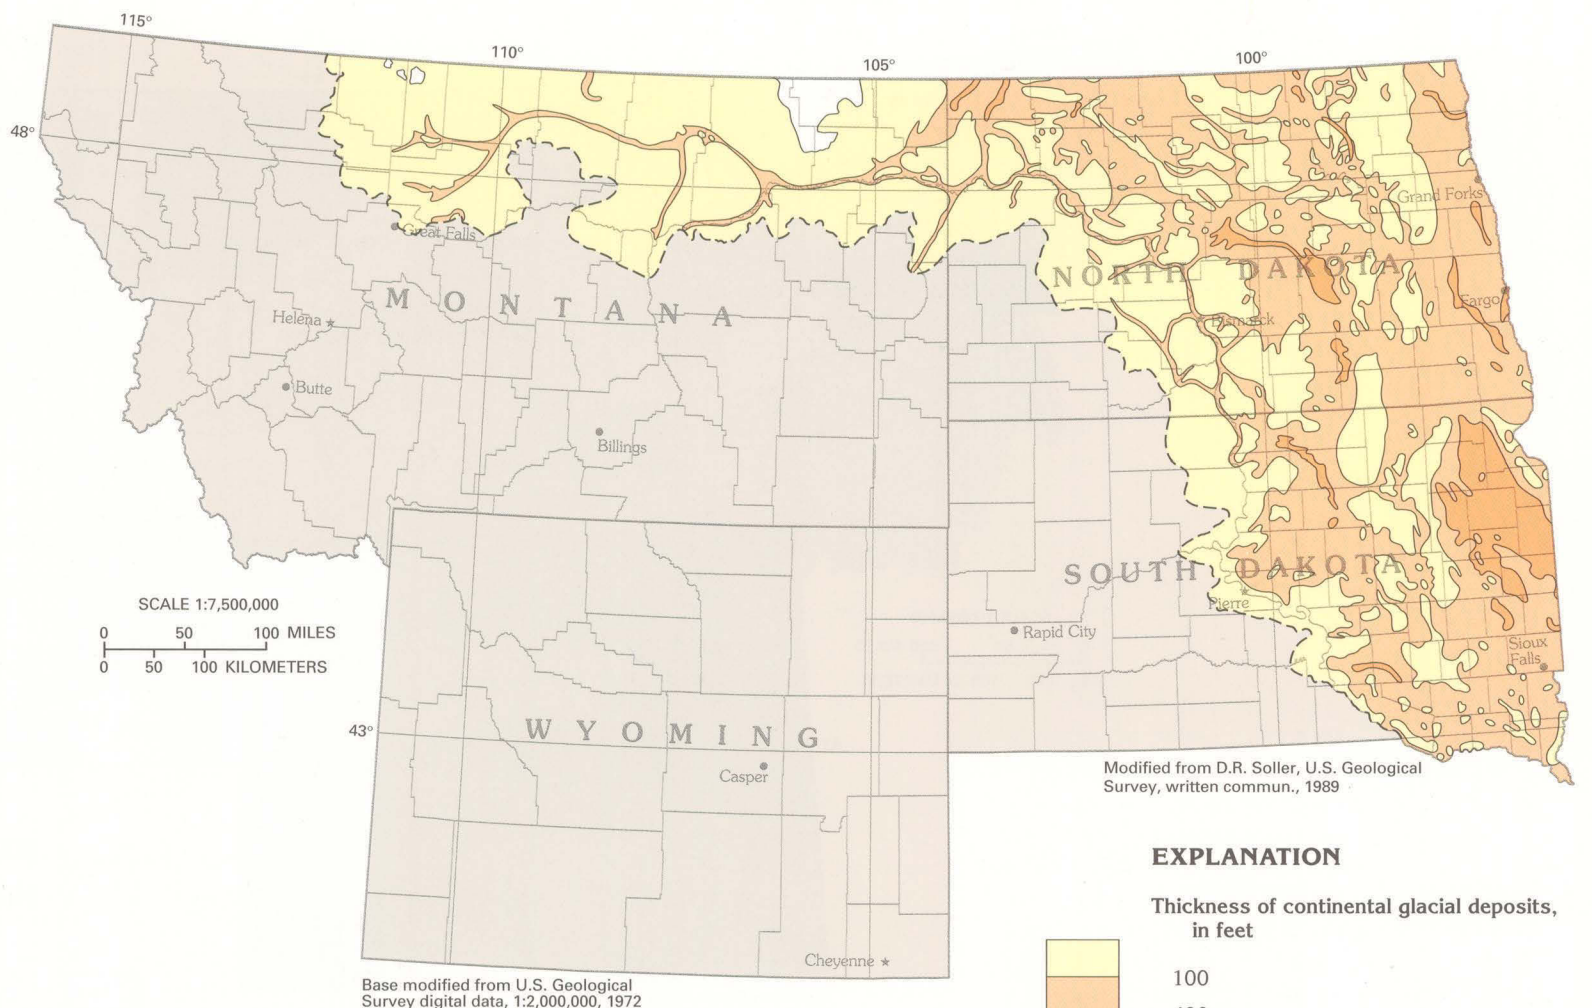 115°
110°
105°
100°
48°
Grand Forks
Great Falls
NORTH DAKOTA
MONTANA
Fargo
Helena
Bismarck
Butte
Billings
SOUTH DAKOTA
SCALE 1:7,500,000
Pierre
0 50 100 MILES
0 50 100 KILOMETERS
Rapid City
Sioux
Falls
43°
WYOMING
Casper
Modified from D.R. Soller, U.S. Geological
Survey, written commun., 1989
EXPLANATION
Thickness of continental glacial deposits,
in feet
100
Cheyenne
Base modified from U.S. Geological
Survey digital data, 1:2,000,000, 1972